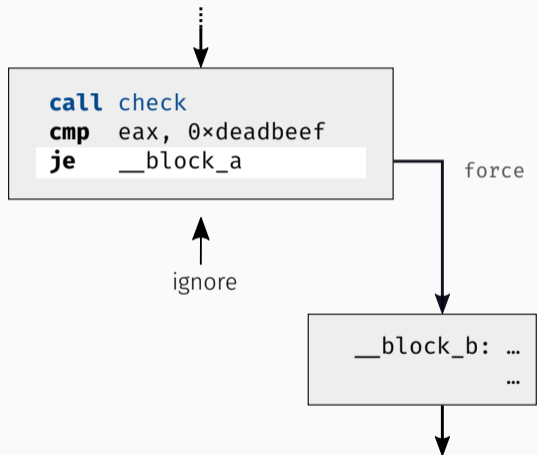 call check
cmp eax, 0×deadbeef
je __block_a
force
ignore
__block_b: …
…